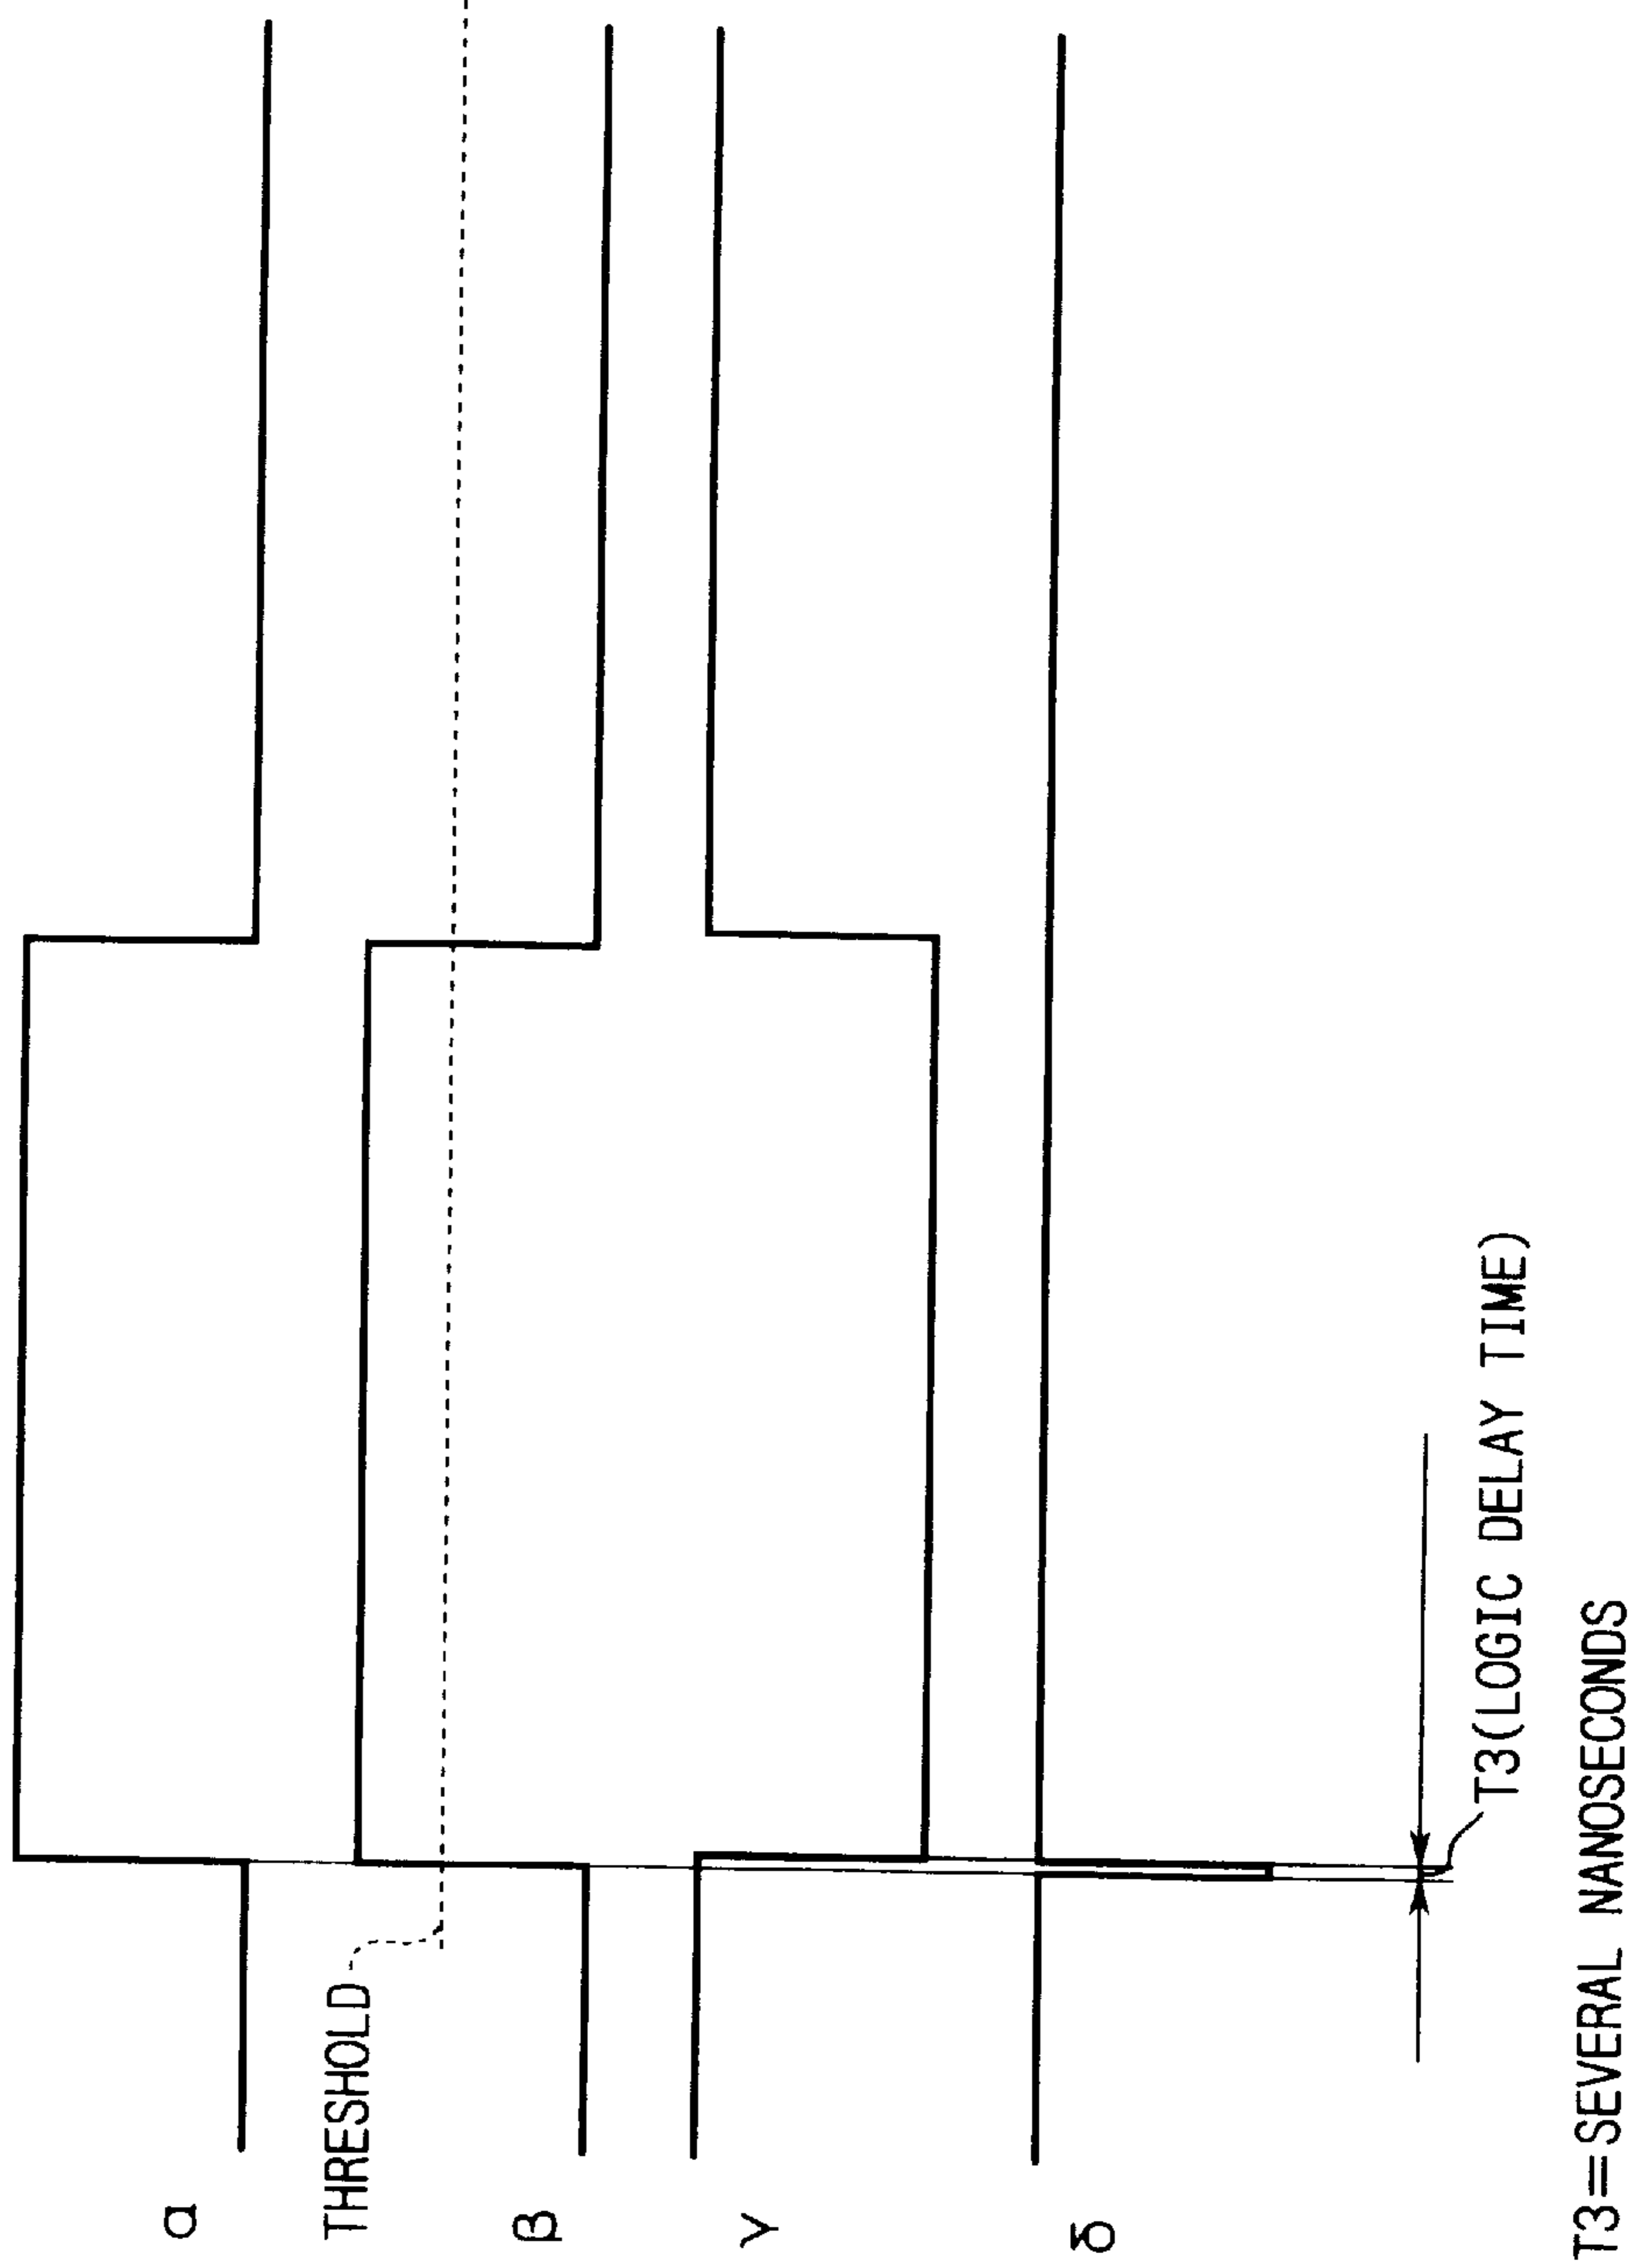 α
THRESHOLD
β
γ
δ
T3(LOGIC DELAY TIME)
T3=SEVERAL NANOSECONDS